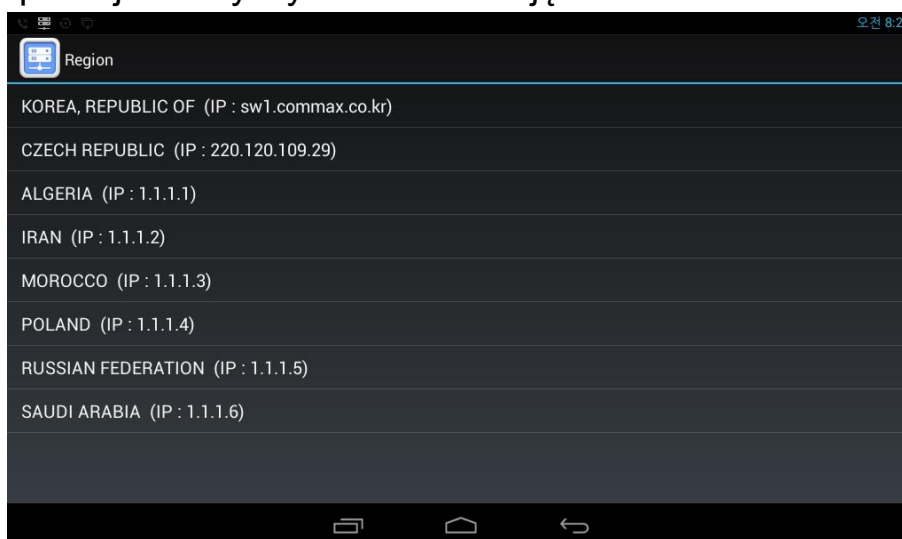 오전 8:2
Region
KOREA, REPUBLIC OF (IP : sw1.commax.co.kr)
CZECH REPUBLIC (IP : 220.120.109.29)
ALGERIA (IP : 1.1.1.1)
IRAN (IP : 1.1.1.2)
MOROCCO (IP : 1.1.1.3)
POLAND (IP : 1.1.1.4)
RUSSIAN FEDERATION (IP : 1.1.1.5)
SAUDI ARABIA (IP : 1.1.1.6)